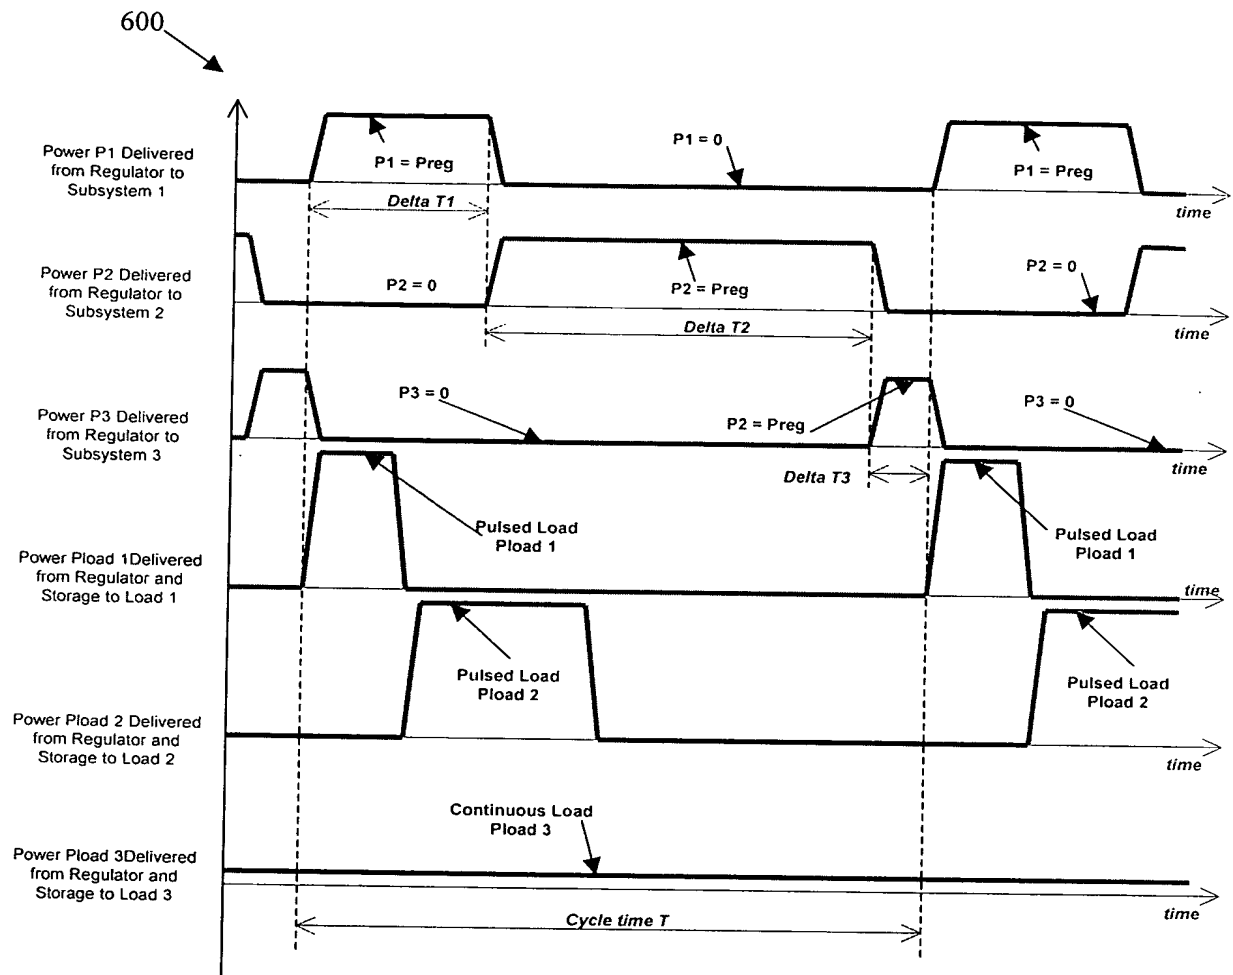 600
Power P1 Delivered
from Regulator to
Subsystem 1
P1 = Preg
P1 = 0
P1 = Preg
Delta T1
time
Power P2 Delivered
from Regulator to
Subsystem 2
P2 = 0
P2 = Preg
P2 = 0
Delta T2
time
Power P3 Delivered
from Regulator to
Subsystem 3
P3 = 0
P2 = Preg
P3 = 0
Delta T3
time
Power Pload 1Delivered
from Regulator and
Storage to Load 1
Pulsed Load
Pload 1
Pulsed Load
Pload 1
time
Power Pload 2 Delivered
from Regulator and
Storage to Load 2
Pulsed Load
Pload 2
Pulsed Load
Pload 2
time
Power Pload 3Delivered
from Regulator and
Storage to Load 3
Continuous Load
Pload 3
time
Cycle time T